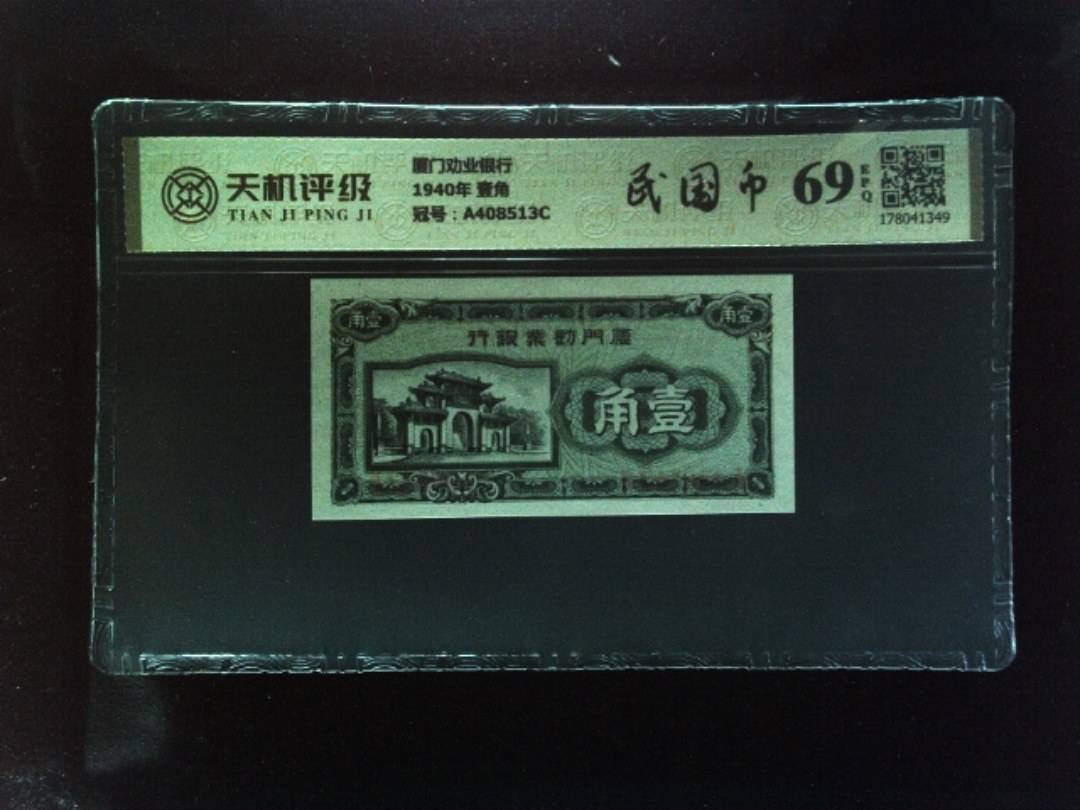 天机评级
TIAN JI PING JI
厦门劝业银行
1940年 壹角
冠号：A408513C
民国币
69
EPQ
178041349
角壹
角壹
行銀業勸門廈
角壹